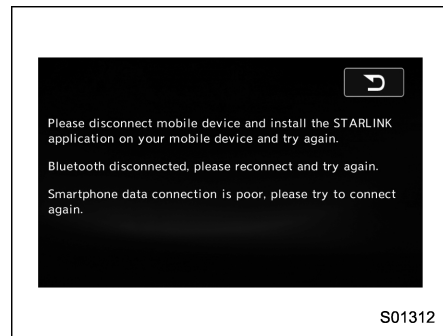 Please disconnect mobile device and install the STARLINK
application on your mobile device and try again.
Bluetooth disconnected, please reconnect and try again.
Smartphone data connection is poor, please try to connect
again.
S01312